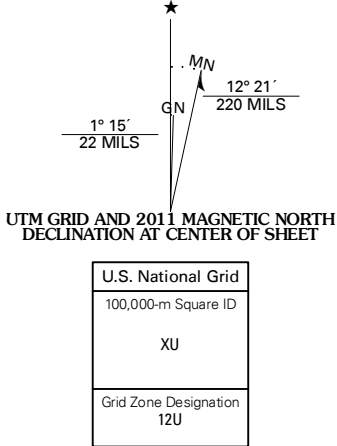 ★
MN
12° 21´
220 MILS
GN
1° 15´
22 MILS
UTM GRID AND 2011 MAGNETIC NORTH
DECLINATION AT CENTER OF SHEET
U.S. National Grid
100,000-m Square ID
XU
Grid Zone Designation
12U